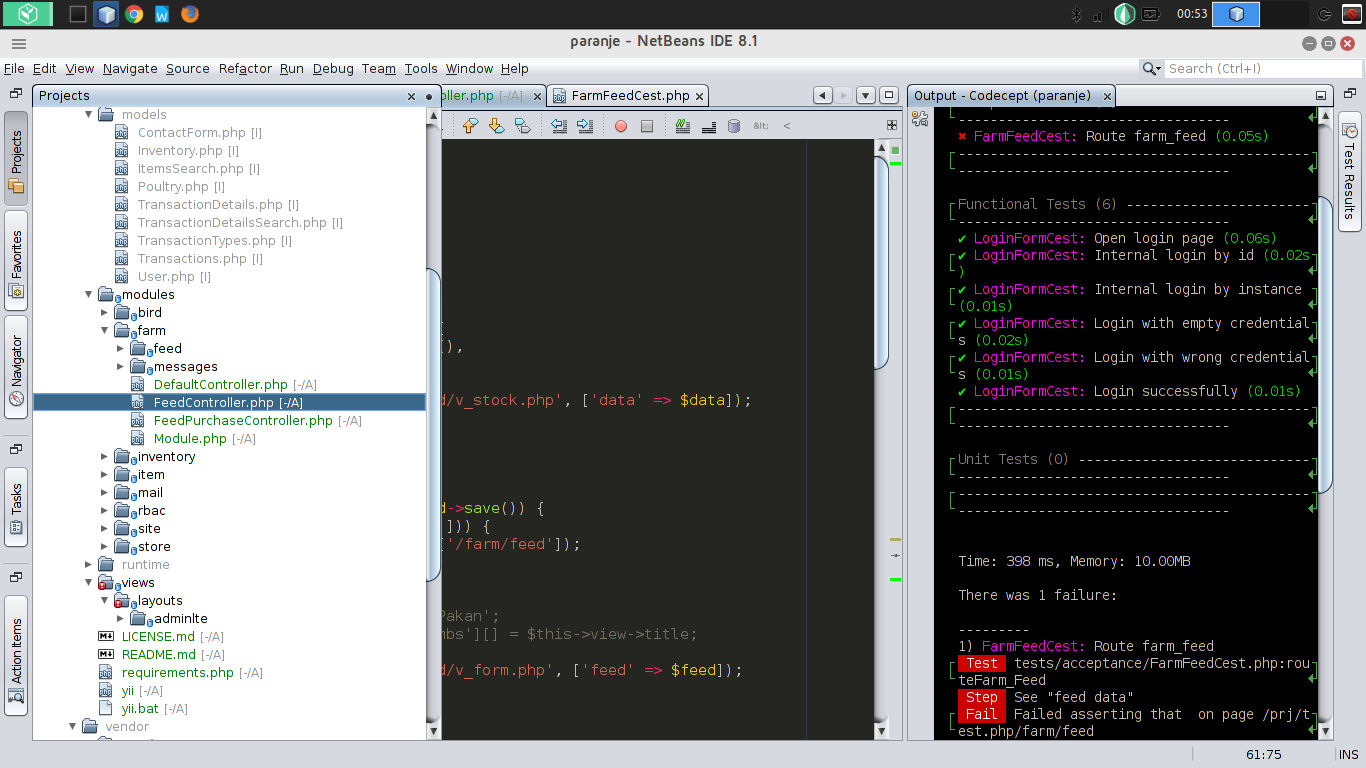 00:53
paranje - NetBeans IDE 8.1
File Edit View Navigate Source Refactor Run Debug Team Tools Window Help
Search (Ctrl+I)
Projects
Favorites
Navigator
Tasks
Action Items
Projects
models
ContactForm.php [I]
Inventory.php [I]
ItemsSearch.php [I]
Poultry.php [I]
TransactionDetails.php [I]
TransactionDetailsSearch.php [I]
TransactionTypes.php [I]
Transactions.php [I]
User.php [I]
modules
bird
farm
feed
messages
DefaultController.php [-/A]
FeedController.php [-/A]
FeedPurchaseController.php [-/A]
Module.php [-/A]
inventory
item
mail
rbac
site
store
runtime
views
layouts
adminlte
LICENSE.md [-/A]
README.md [-/A]
requirements.php [-/A]
yii [-/A]
yii.bat [-/A]
vendor
ller.php [-/A]
FarmFeedCest.php
&lt: <
),
d/v_stock.php', ['data' => $data]);
d->save()) {
])) {
['/farm/feed']);
Pakan';
mbs'][] = $this->view->title;
d/v_form.php', ['feed' => $feed]);
Output - Codecept (paranje)
✖ FarmFeedCest: Route farm_feed (0.05s)
Functional Tests (6) -----------------------
✔ LoginFormCest: Open login page (0.06s)
✔ LoginFormCest: Internal login by id (0.02s
)
✔ LoginFormCest: Internal login by instance
(0.01s)
✔ LoginFormCest: Login with empty credential
s (0.02s)
✔ LoginFormCest: Login with wrong credential
s (0.01s)
✔ LoginFormCest: Login successfully (0.01s)
Unit Tests (0) -----------------------------
Time: 398 ms, Memory: 10.00MB
There was 1 failure:
---------
1) FarmFeedCest: Route farm_feed
Test tests/acceptance/FarmFeedCest.php:rou
teFarm_Feed
Step See "feed data"
Fail Failed asserting that on page /prj/t
est.php/farm/feed
Test Results
61:75
INS